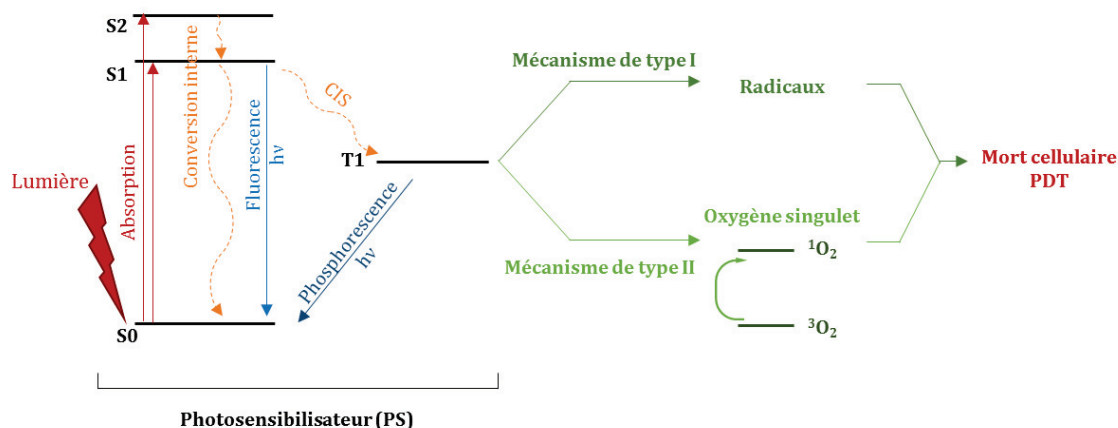 S2
S1
Conversion interne
Fluorescence
hν
CIS
T1
Lumière
Absorption
Phosphorescence
hν
S0
Photosensibilisateur (PS)
Mécanisme de type I
Radicaux
Mort cellulaire
PDT
Oxygène singulet
¹O₂
Mécanisme de type II
³O₂